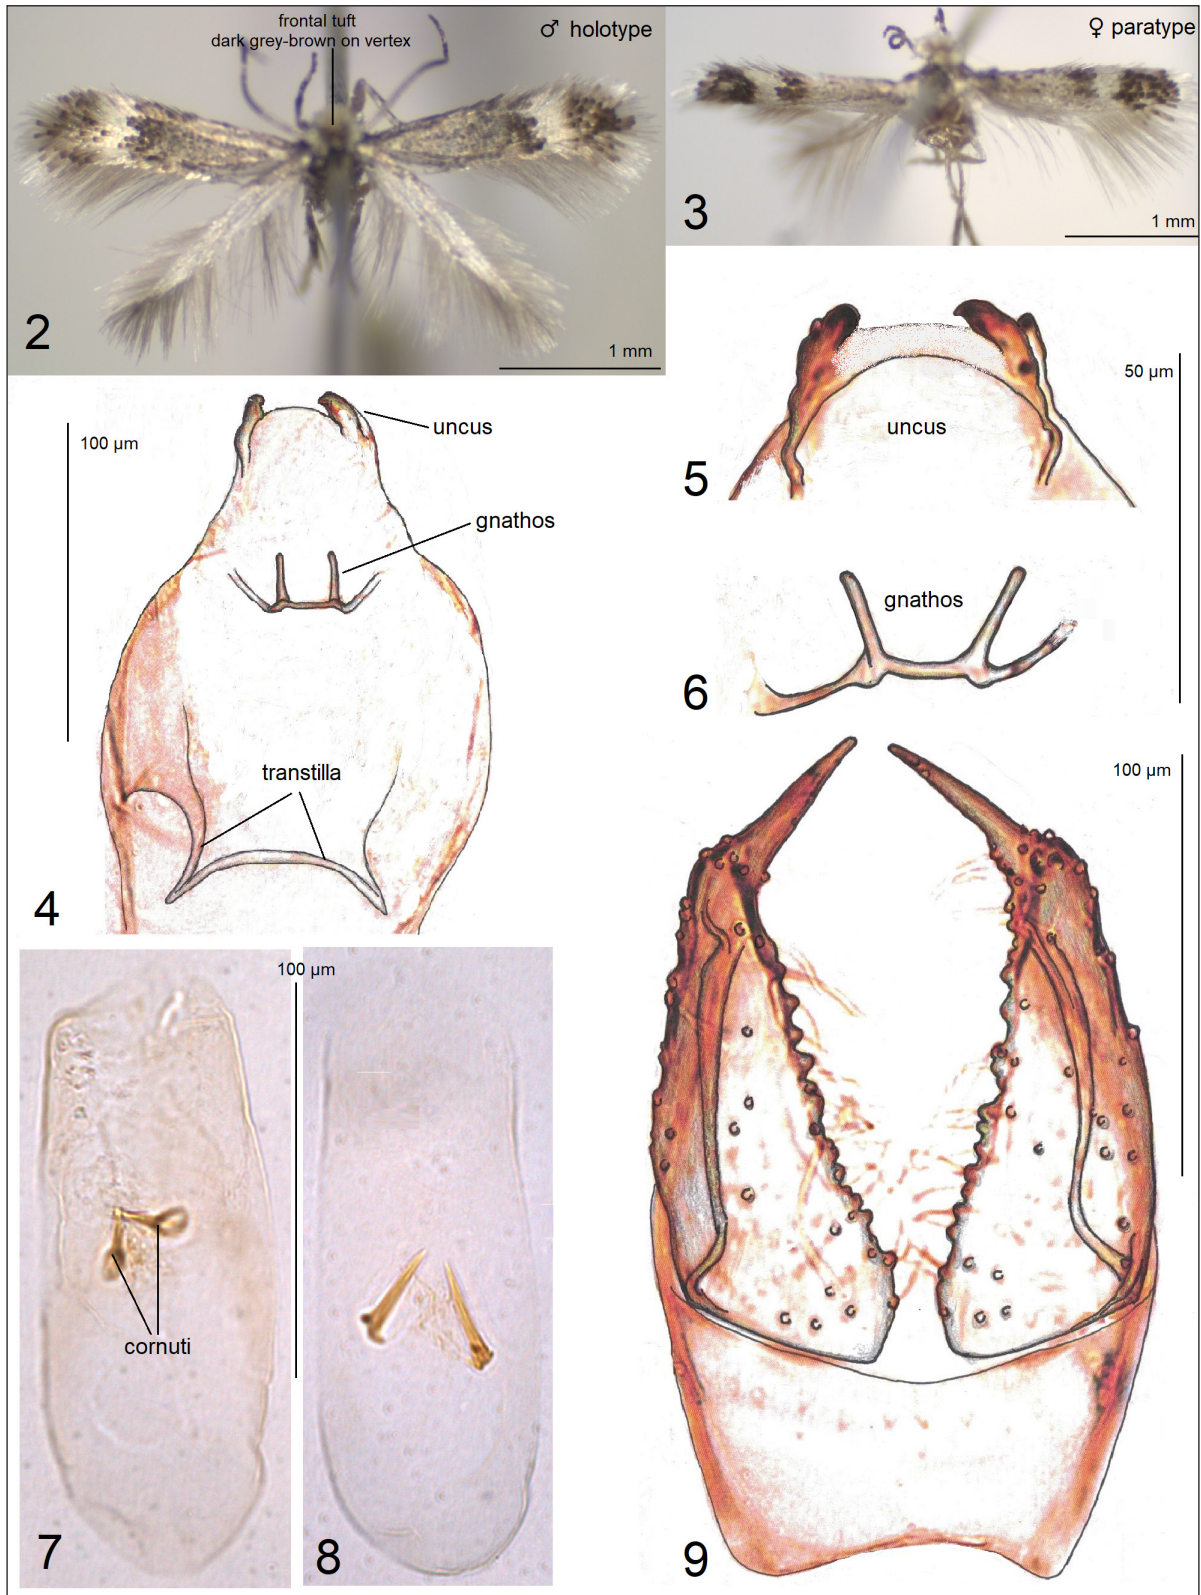 frontal tuft
dark grey-brown on vertex
♂ holotype
2
1 mm
♀ paratype
3
1 mm
100 µm
uncus
gnathos
transtilla
4
50 µm
uncus
5
gnathos
6
100 µm
cornuti
7
8
100 µm
9